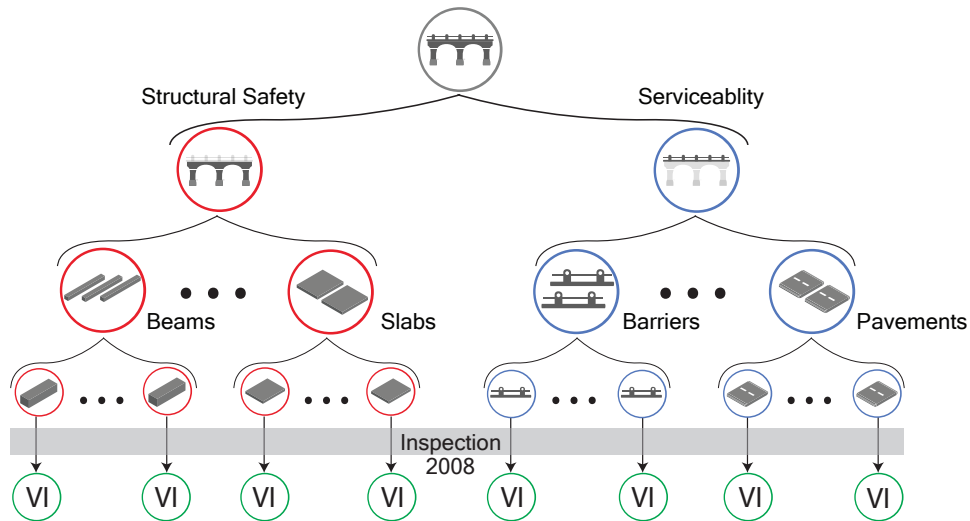 Structural Safety
Serviceablity
Beams
Slabs
Barriers
Pavements
Inspection
2008
VI
VI
VI
VI
VI
VI
VI
VI